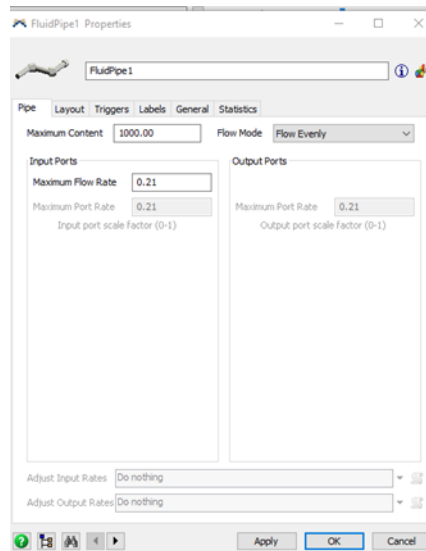 FluidPipe1 Properties
FluidPipe1
Pipe Layout Triggers Labels General Statistics
Maximum Content 1000.00 Flow Mode Flow Evenly
Input Ports Output Ports
Maximum Flow Rate 0.21
Maximum Port Rate 0.21 Maximum Port Rate 0.21
Input port scale factor (0-1) Output port scale factor (0-1)
Adjust Input Rates Do nothing
Adjust Output Rates Do nothing
Apply OK Cancel